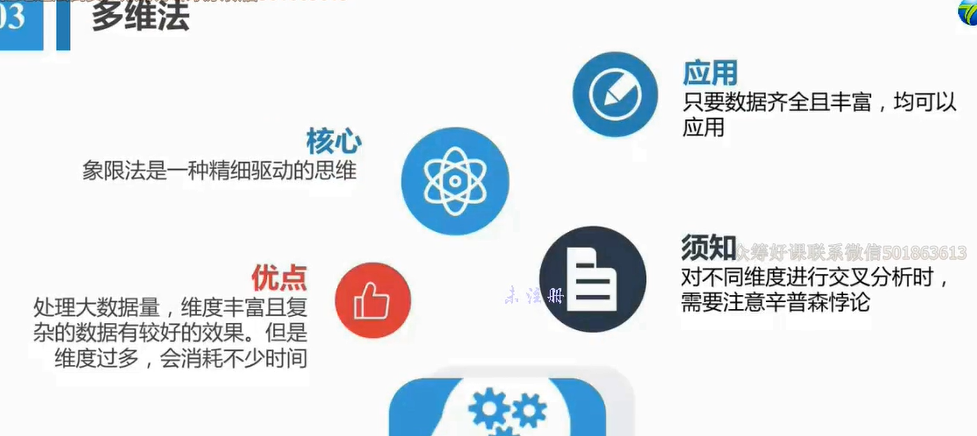 03
多维法
应用
只要数据齐全且丰富，均可以
应用
核心
象限法是一种精细驱动的思维
优点
处理大数据量，维度丰富且复
杂的数据有较好的效果。但是
维度过多，会消耗不少时间
须知
众筹好课联系微信501863613
对不同维度进行交叉分析时，
需要注意辛普森悖论
未注册